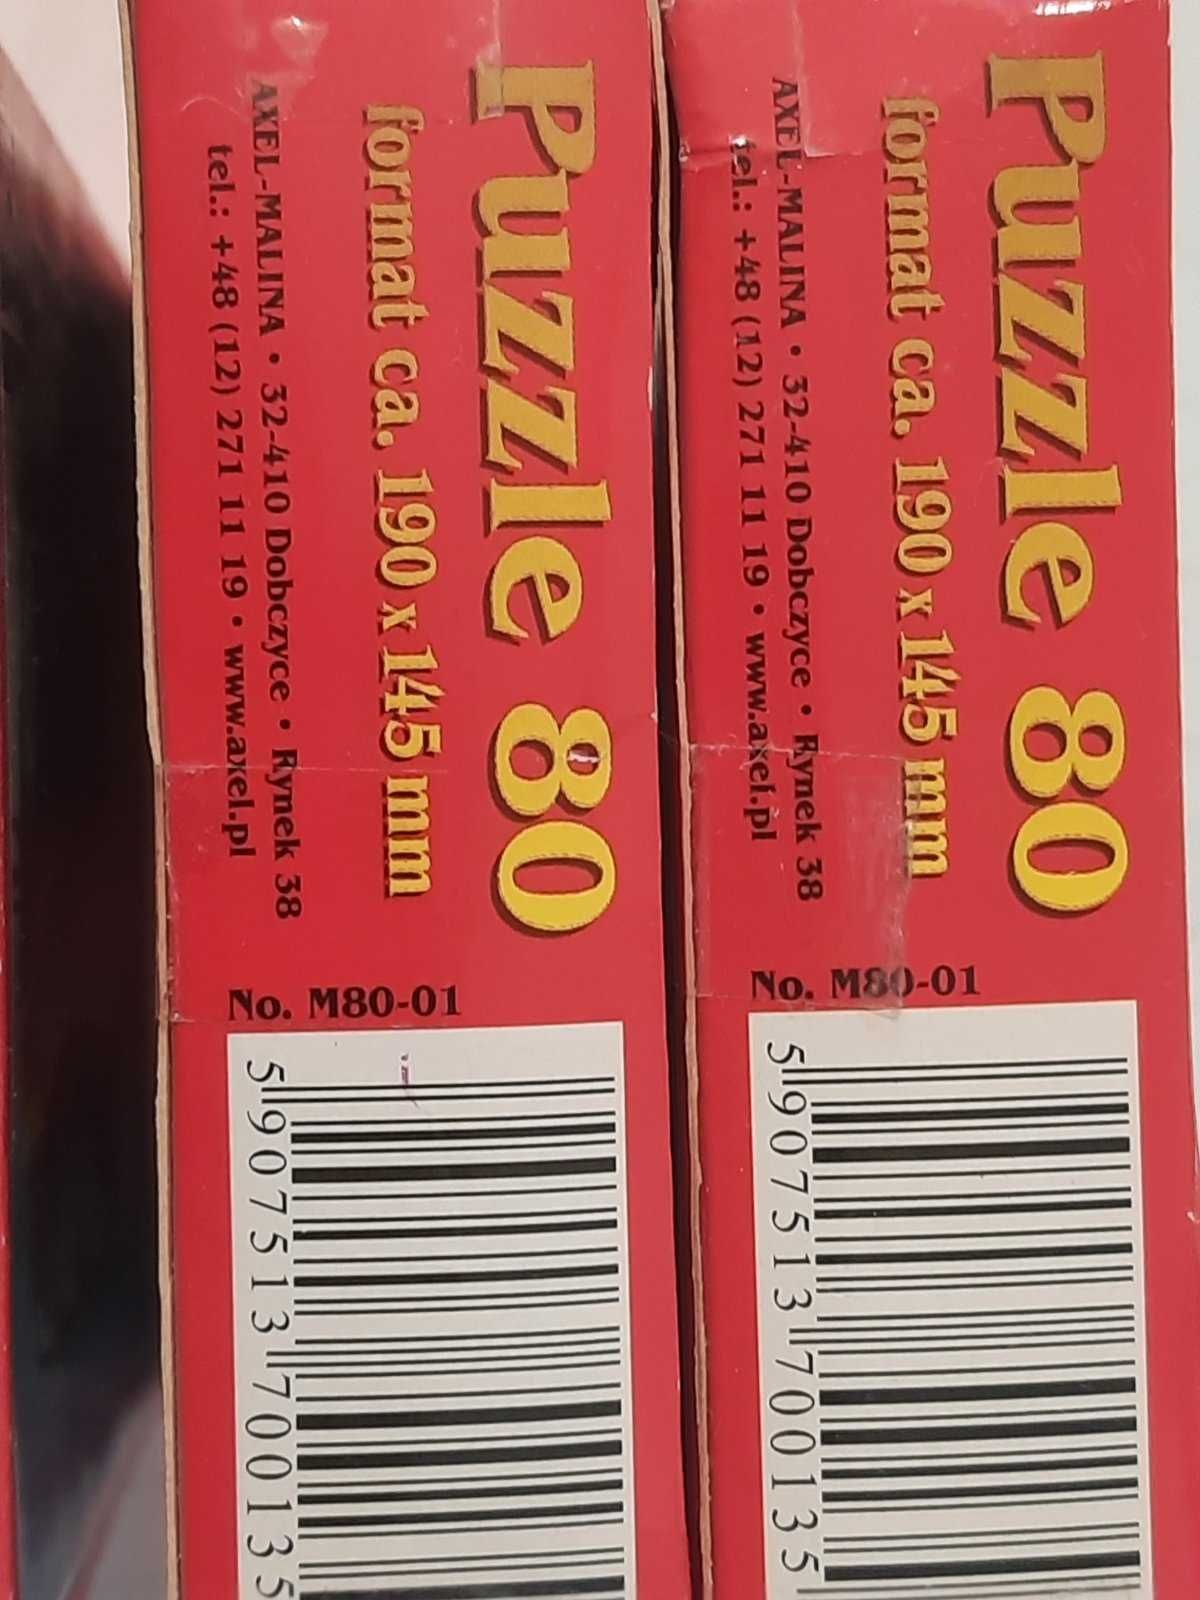 Puzzle 80
format ca. 190 x 145 mm
AXEL-MALINA • 32-410 Dobczyce • Rynek 38
tel.: +48 (12) 271 11 19 • www.axel.pl
No. M80-01
5 907513 700135
Puzzle 80
format ca. 190 x 145 mm
AXEL-MALINA • 32-410 Dobczyce • Rynek 38
tel.: +48 (12) 271 11 19 • www.axel.pl
No. M80-01
5 907513 700135